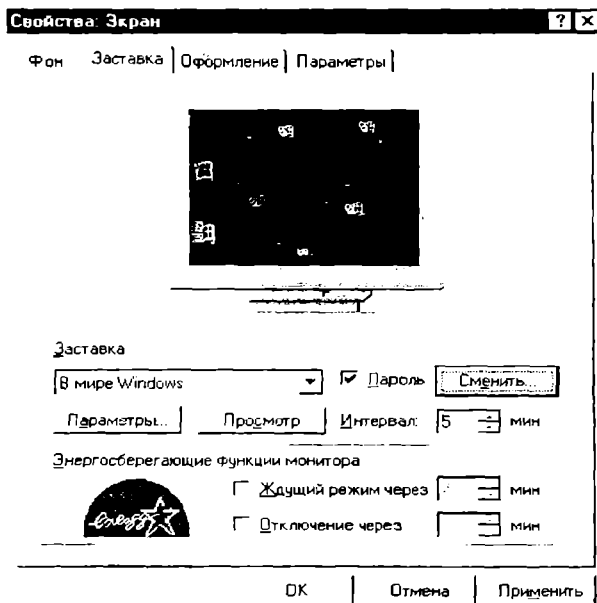 Свойства: Экран ? ×
Фон Заставка Оформление Параметры
Заставка
В мире Windows Пароль Сменить...
Параметры... Просмотр Интервал: 5 мин
Энергосберегающие функции монитора
Ждущий режим через мин
energy Отключение через мин
OK Отмена Применить